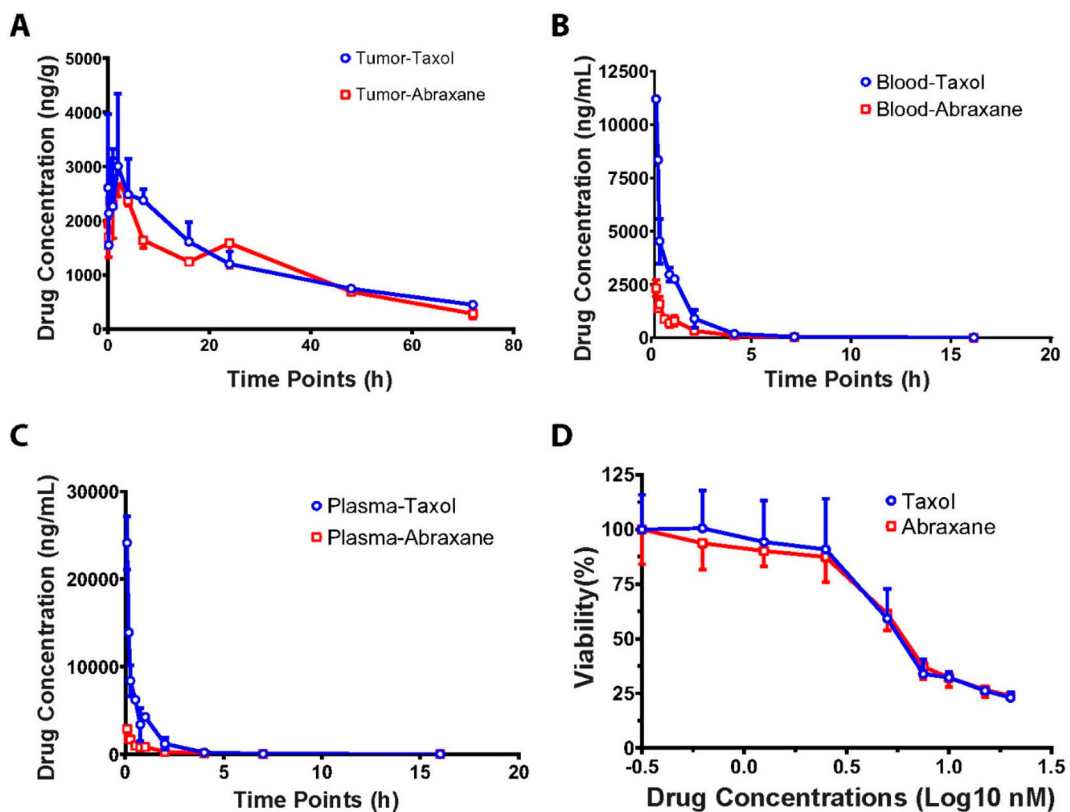 A
Drug Concentration (ng/g)
5000
4000
3000
2000
1000
0
0
20
40
60
80
Time Points (h)
Tumor-Taxol
Tumor-Abraxane
B
Drug Concentration (ng/mL)
12500
10000
7500
5000
2500
0
0
5
10
15
20
Time Points (h)
Blood-Taxol
Blood-Abraxane
C
Drug Concentration (ng/mL)
30000
20000
10000
0
0
5
10
15
20
Time Points (h)
Plasma-Taxol
Plasma-Abraxane
D
Viability(%)
125
100
75
50
25
0
-0.5
0.0
0.5
1.0
1.5
Drug Concentrations (Log10 nM)
Taxol
Abraxane